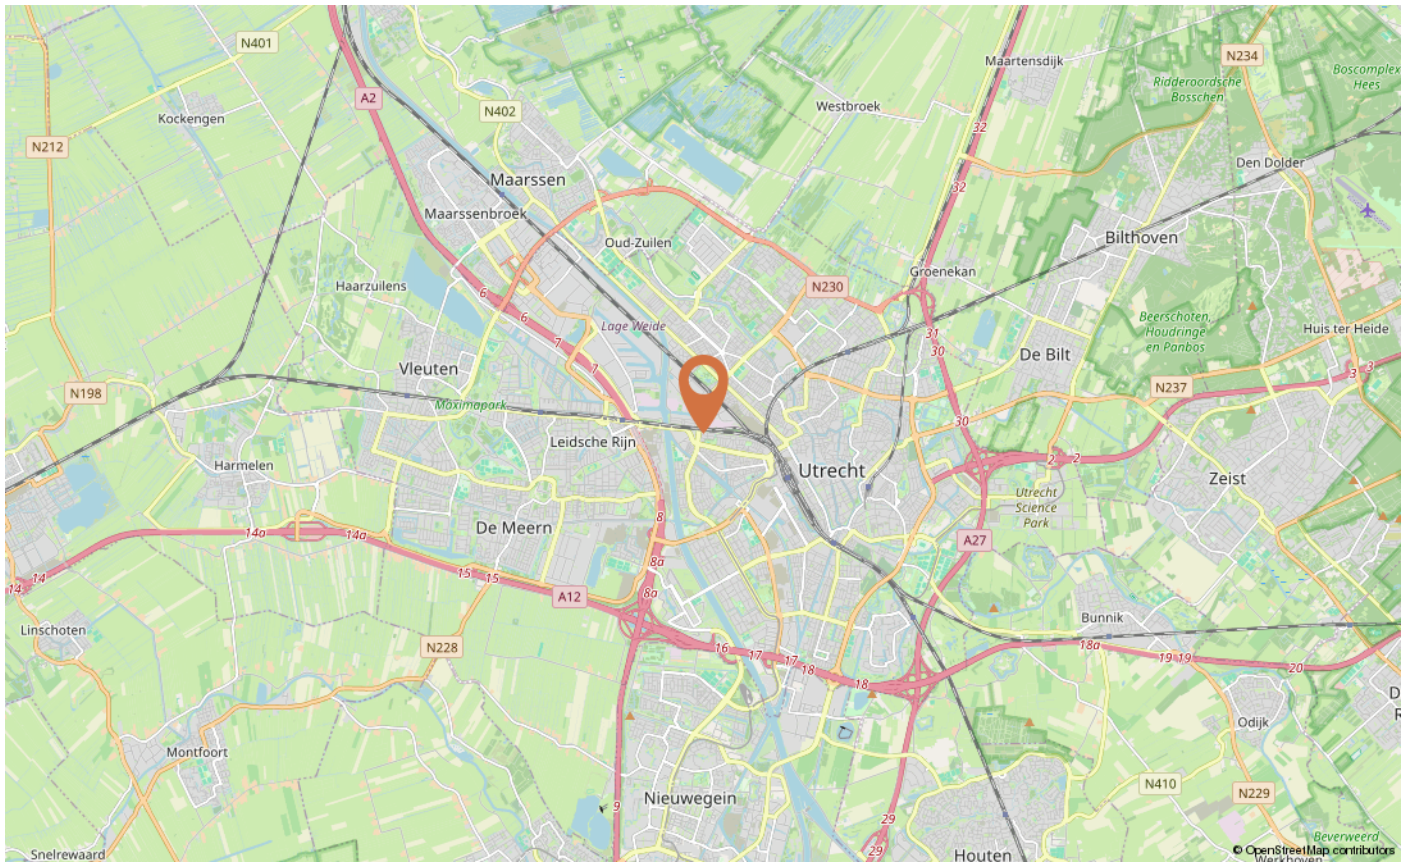 N401
N234
Maartensdijk
Boscomplex
Hees
Ridderoordsche
Bosschen
A2
Westbroek
N402
Kockengen
32
N212
Den Dolder
Maarssen
32
Maarssenbroek
Bilthoven
Oud-Zuilen
Groenekan
Haarzuilens
N230
6
6
Lage Weide
Beerschoten,
Houdringe
en Panbos
Huis ter Heide
31
30
7
De Bilt
7
Vleuten
3
3
N237
N198
Maximapark
30
Leidsche Rijn
2
2
Harmelen
Utrecht
Zeist
Utrecht
Science
Park
8
De Meern
14a
14a
A27
8a
14
14
15
15
8a
A12
Bunnik
Linschoten
16
17
17
18
18a
19
19
20
N228
18
D
R
Odijk
Montfoort
N410
N229
Nieuwegein
9
29
29
Beverweerd
Snelrewaard
Houten
Werkhoven
© OpenStreetMap contributors